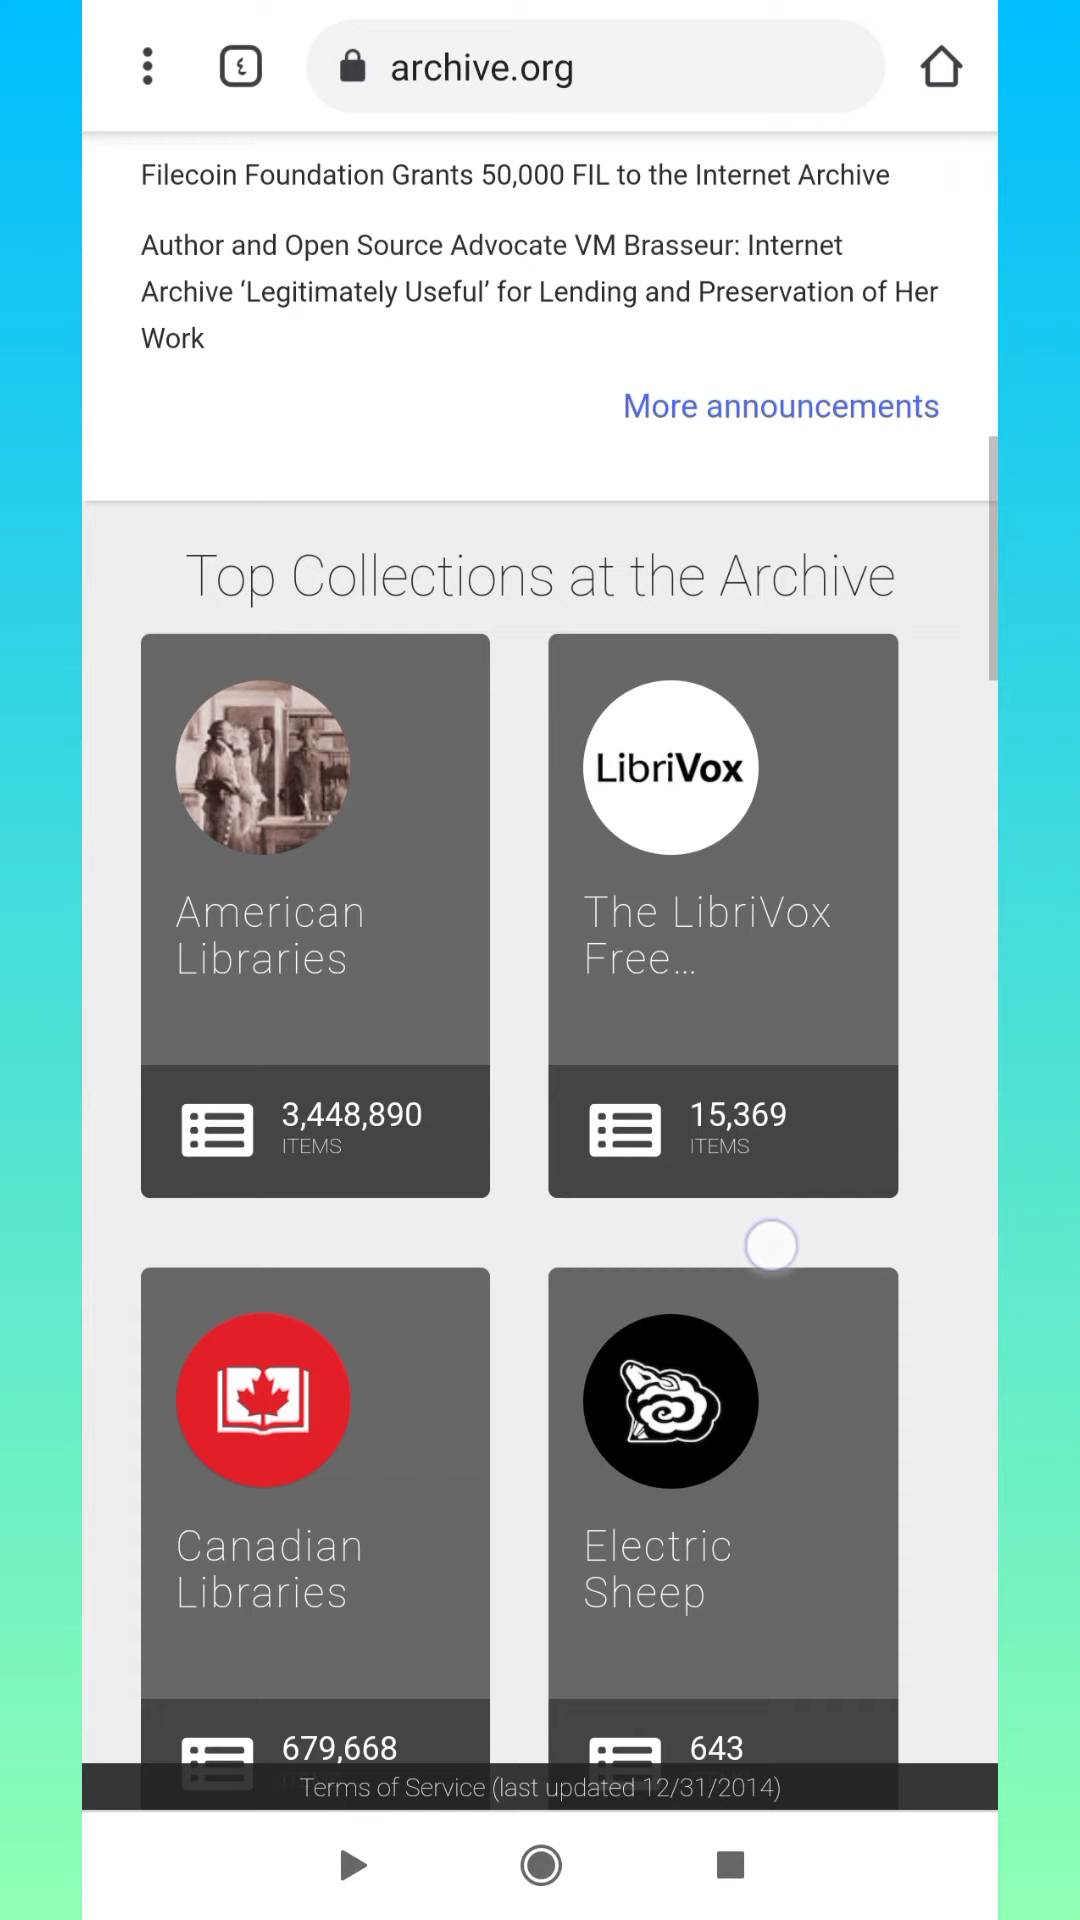 ٤
archive.org
Filecoin Foundation Grants 50,000 FIL to the Internet Archive
Author and Open Source Advocate VM Brasseur: Internet
Archive ‘Legitimately Useful’ for Lending and Preservation of Her
Work
More announcements
Top Collections at the Archive
American
Libraries
3,448,890
ITEMS
LibriVox
The LibriVox
Free...
15,369
ITEMS
Canadian
Libraries
679,668
Electric
Sheep
643
Terms of Service (last updated 12/31/2014)